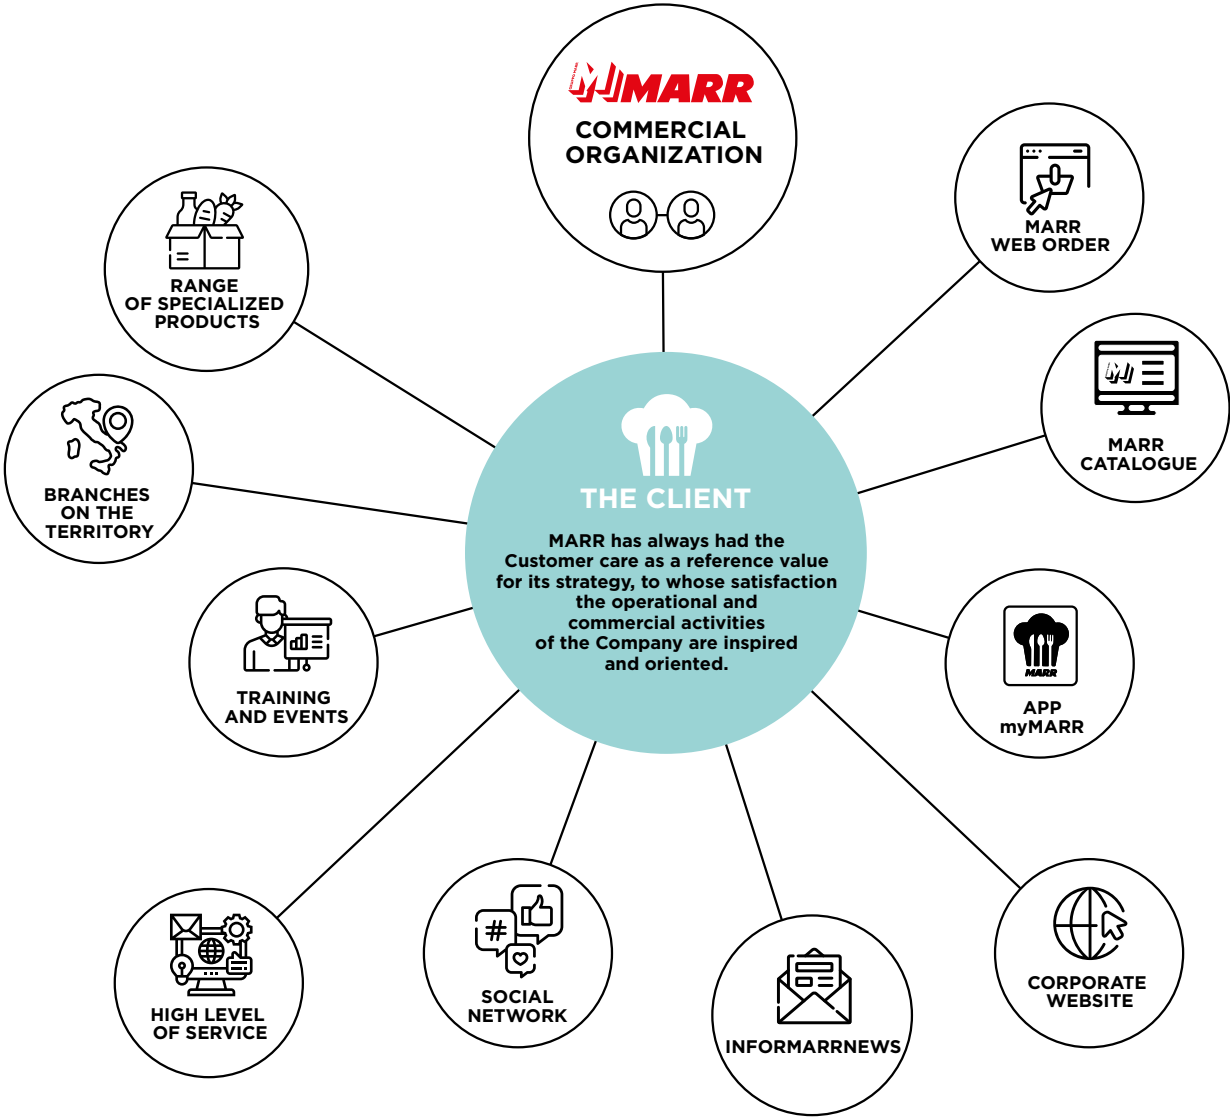 MARR
COMMERCIAL
ORGANIZATION
MARR
WEB ORDER
RANGE
OF SPECIALIZED
PRODUCTS
MARR
CATALOGUE
BRANCHES
ON THE
TERRITORY
THE CLIENT
MARR has always had the
Customer care as a reference value
for its strategy, to whose satisfaction
the operational and
commercial activities
of the Company are inspired
and oriented.
MARR
APP
myMARR
TRAINING
AND EVENTS
#
HIGH LEVEL
OF SERVICE
SOCIAL
NETWORK
INFORMARRNEWS
CORPORATE
WEBSITE